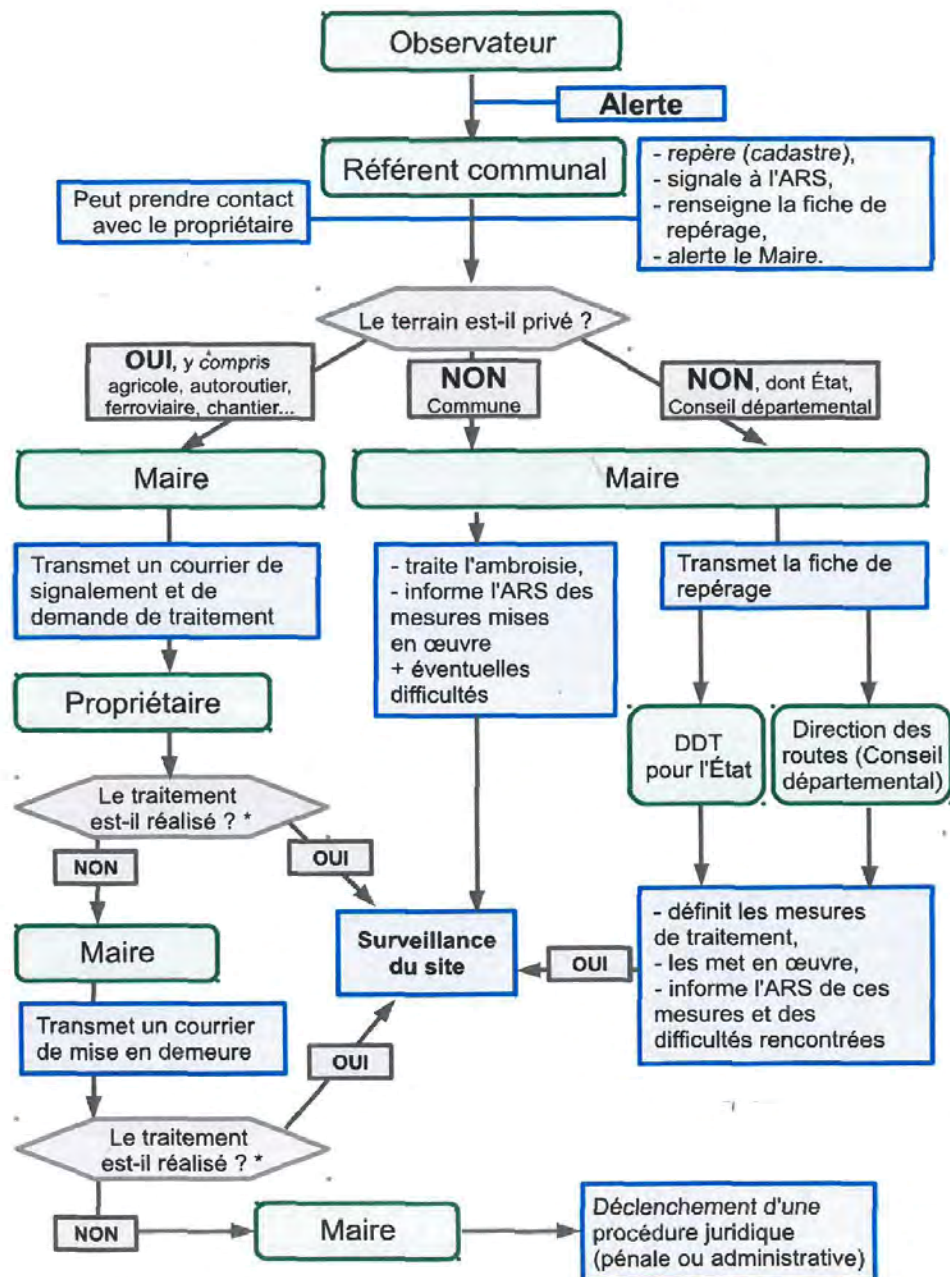 Observateur
Alerte
Référent communal
Peut prendre contact
avec le propriétaire
- repère (cadastre),
- signale à l'ARS,
- renseigne la fiche de
repérage,
- alerte le Maire.
Le terrain est-il privé ?
OUI, y compris
agricole, autoroutier,
ferroviaire, chantier...
NON
Commune
NON, dont État,
Conseil départemental
Maire
Maire
Transmet un courrier de
signalement et de
demande de traitement
- traite l'ambroisie,
- informe l'ARS des
mesures mises
en œuvre
+ éventuelles
difficultés
Transmet la fiche de
repérage
Propriétaire
DDT
pour l'État
Direction des
routes (Conseil
départemental)
Le traitement
est-il réalisé ? *
NON
OUI
Maire
Surveillance
du site
OUI
- définit les mesures
de traitement,
- les met en œuvre,
- informe l'ARS de ces
mesures et des
difficultés rencontrées
Transmet un courrier
de mise en demeure
OUI
Le traitement
est-il réalisé ? *
NON
Maire
Déclenchement d'une
procédure juridique
(pénale ou administrative)